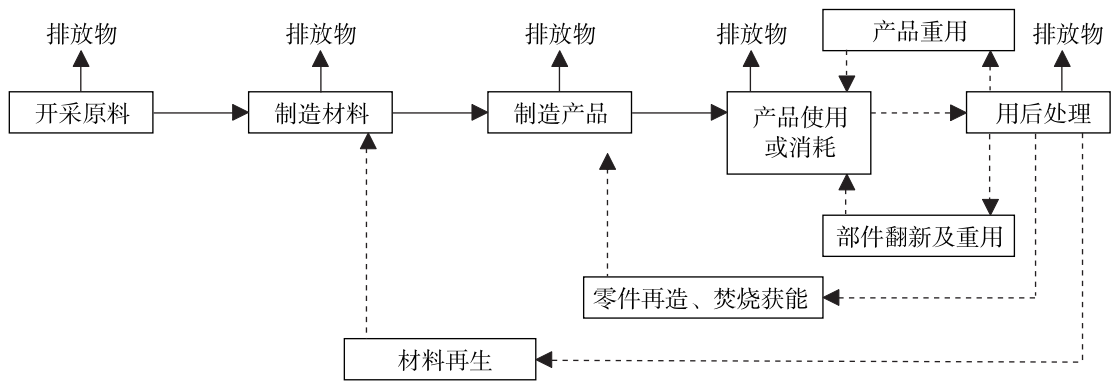 排放物
排放物
排放物
排放物
产品重用
排放物
开采原料
制造材料
制造产品
产品使用
或消耗
用后处理
部件翻新及重用
零件再造、焚烧获能
材料再生